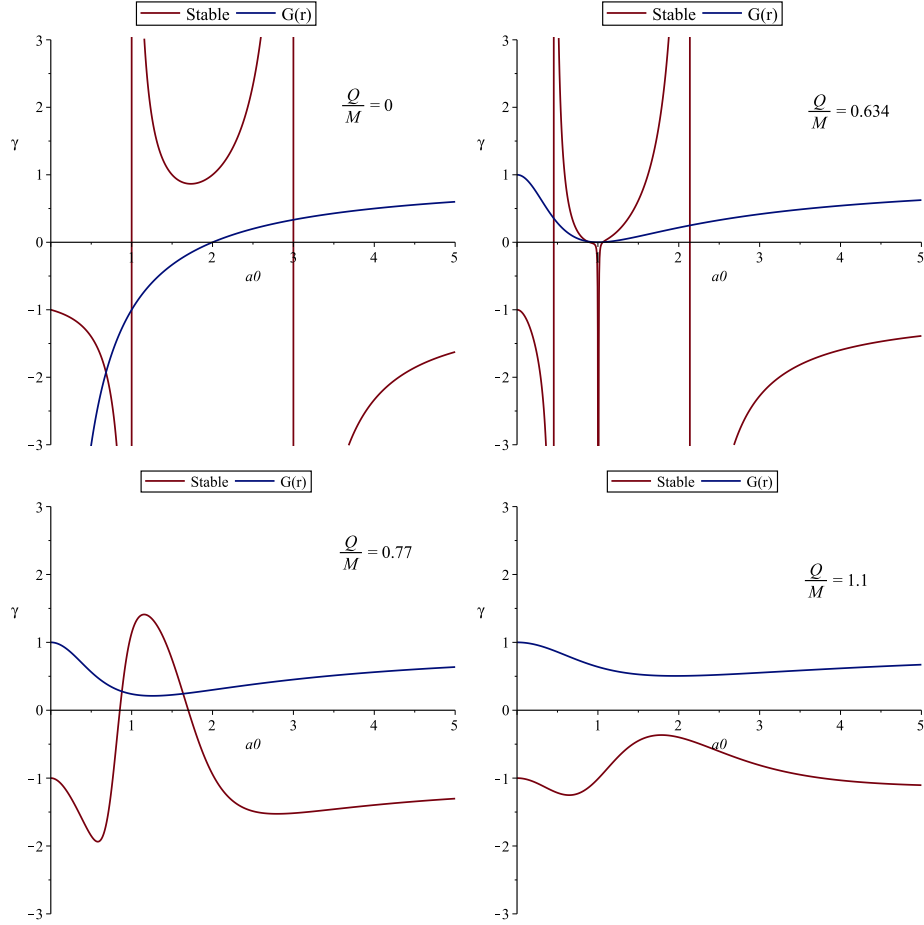 Stable G(r)
Stable G(r)
3
2
1
0
−1
−2
−3
γ
1 2 3 4 5
a0
Q/M = 0
3
2
1
0
−1
−2
−3
γ
1 2 3 4 5
a0
Q/M = 0.634
Stable G(r)
Stable G(r)
3
2
1
0
−1
−2
−3
γ
1 2 3 4 5
a0
Q/M = 0.77
3
2
1
0
−1
−2
−3
γ
1 2 3 4 5
a0
Q/M = 1.1